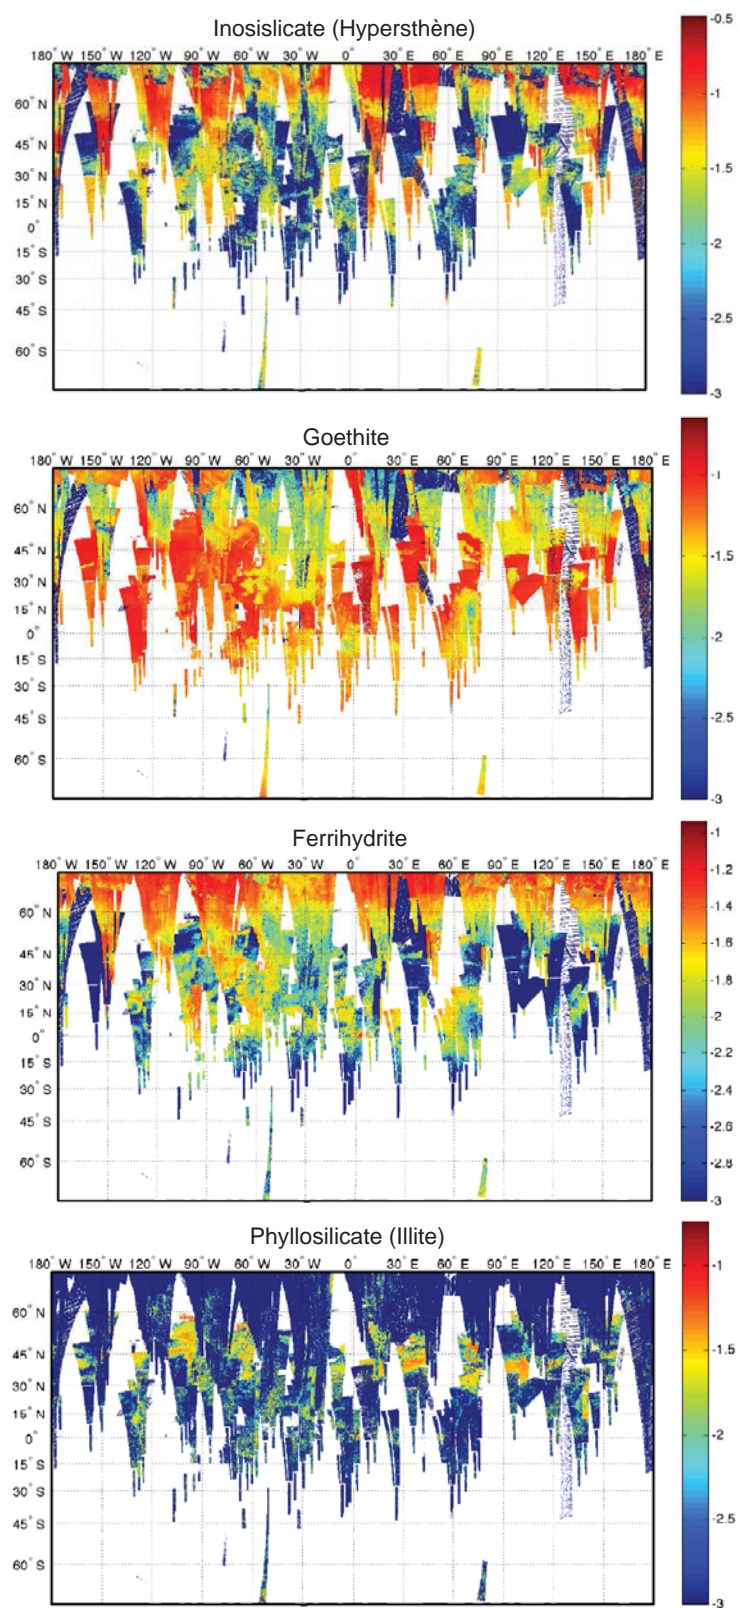 Inosislicate (Hypersthène)
180° W 150° W 120° W 90° W 60° W 30° W 0° 30° E 60° E 90° E 120° E 150° E 180° E
60° N
45° N
30° N
15° N
0°
15° S
30° S
45° S
60° S
-0.5
-1
-1.5
-2
-2.5
-3
Goethite
180° W 150° W 120° W 90° W 60° W 30° W 0° 30° E 60° E 90° E 120° E 150° E 180° E
60° N
45° N
30° N
15° N
0°
15° S
30° S
45° S
60° S
-1
-1.5
-2
-2.5
-3
Ferrihydrite
180° W 150° W 120° W 90° W 60° W 30° W 0° 30° E 60° E 90° E 120° E 150° E 180° E
60° N
45° N
30° N
15° N
0°
15° S
30° S
45° S
60° S
-1
-1.2
-1.4
-1.6
-1.8
-2
-2.2
-2.4
-2.6
-2.8
-3
Phyllosilicate (Illite)
180° W 150° W 120° W 90° W 60° W 30° W 0° 30° E 60° E 90° E 120° E 150° E 180° E
60° N
45° N
30° N
15° N
0°
15° S
30° S
45° S
60° S
-1
-1.5
-2
-2.5
-3